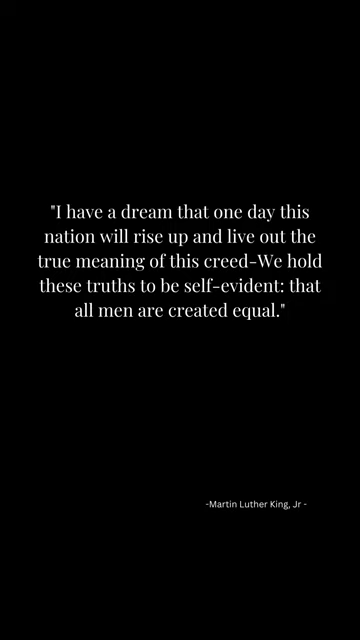 "I have a dream that one day this
nation will rise up and live out the
true meaning of this creed-We hold
these truths to be self-evident: that
all men are created equal."
-Martin Luther King, Jr -